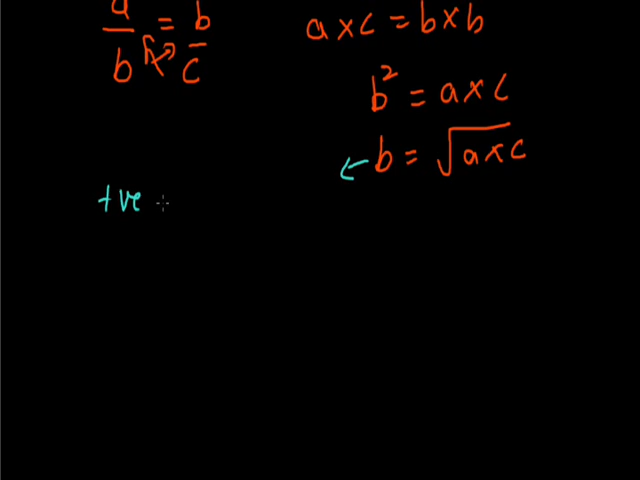 a/b = b/c
a×c = b×b
b² = a×c
b = √a×c
+ve